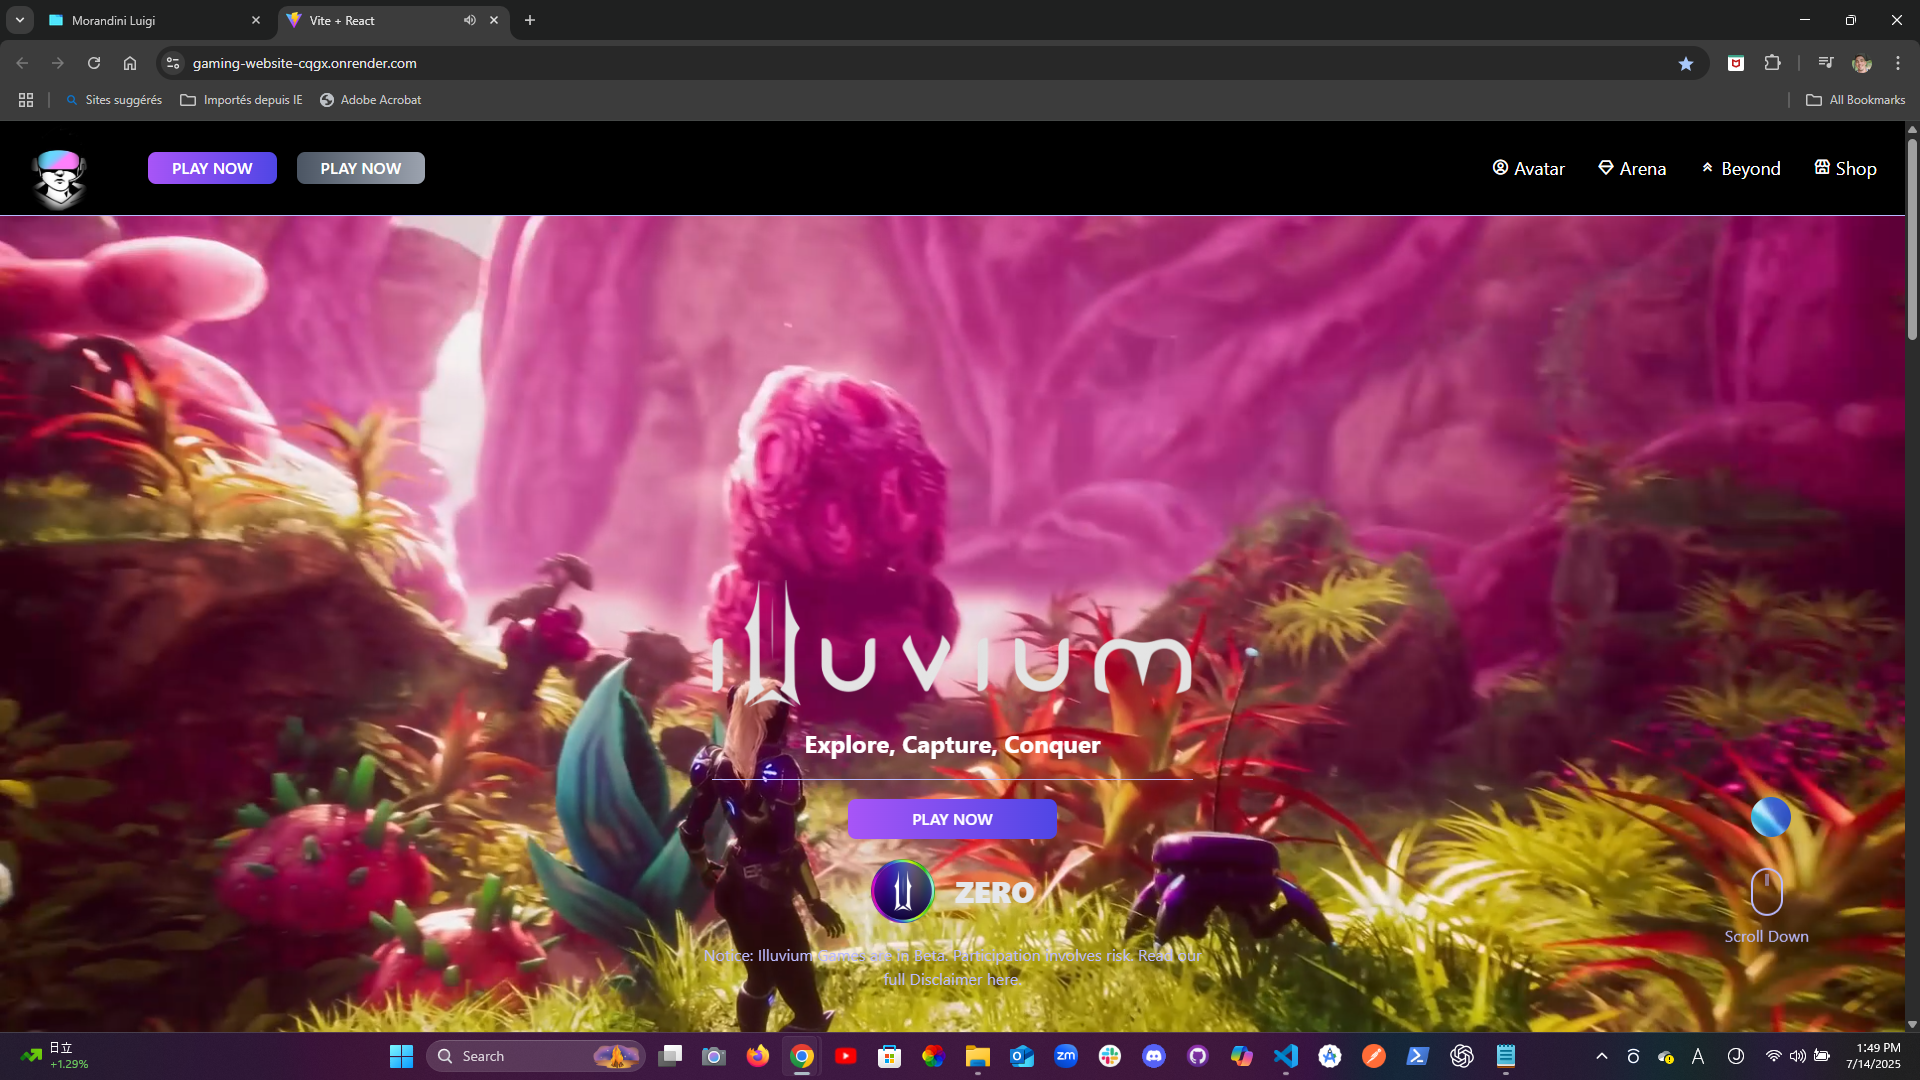 Morandini Luigi
Vite + React
gaming-website-cqgx.onrender.com
Sites suggérés
Importés depuis IE
Adobe Acrobat
All Bookmarks
PLAY NOW
PLAY NOW
Avatar
Arena
Beyond
Shop
ILLUVIUM
Explore, Capture, Conquer
PLAY NOW
ZERO
Notice: Illuvium Games are In Beta. Participation involves risk. Read our
full Disclaimer here.
Scroll Down
日立
+1.29%
Search
zm
A
1:49 PM
7/14/2025